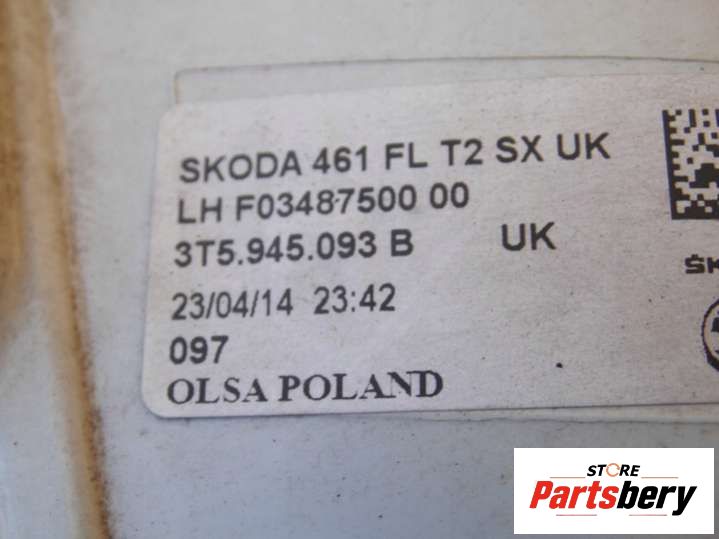 SKODA 461 FL T2 SX UK
LH F03487500 00
3T5.945.093 B UK
23/04/14 23:42
097
OLSA POLAND
STORE
Partsbery